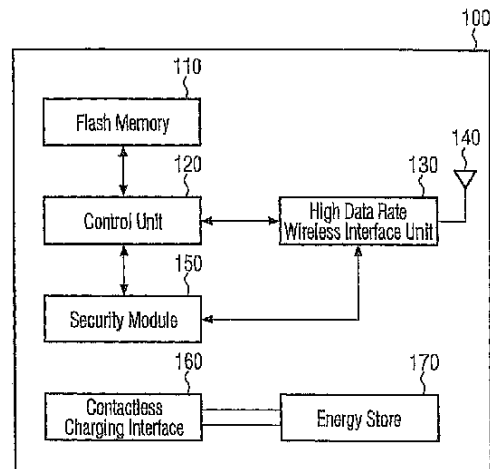 100
110
Flash Memory
120
Control Unit
130
High Data Rate
Wireless Interface Unit
140
150
Security Module
160
Contactless
Charging Interface
170
Energy Store